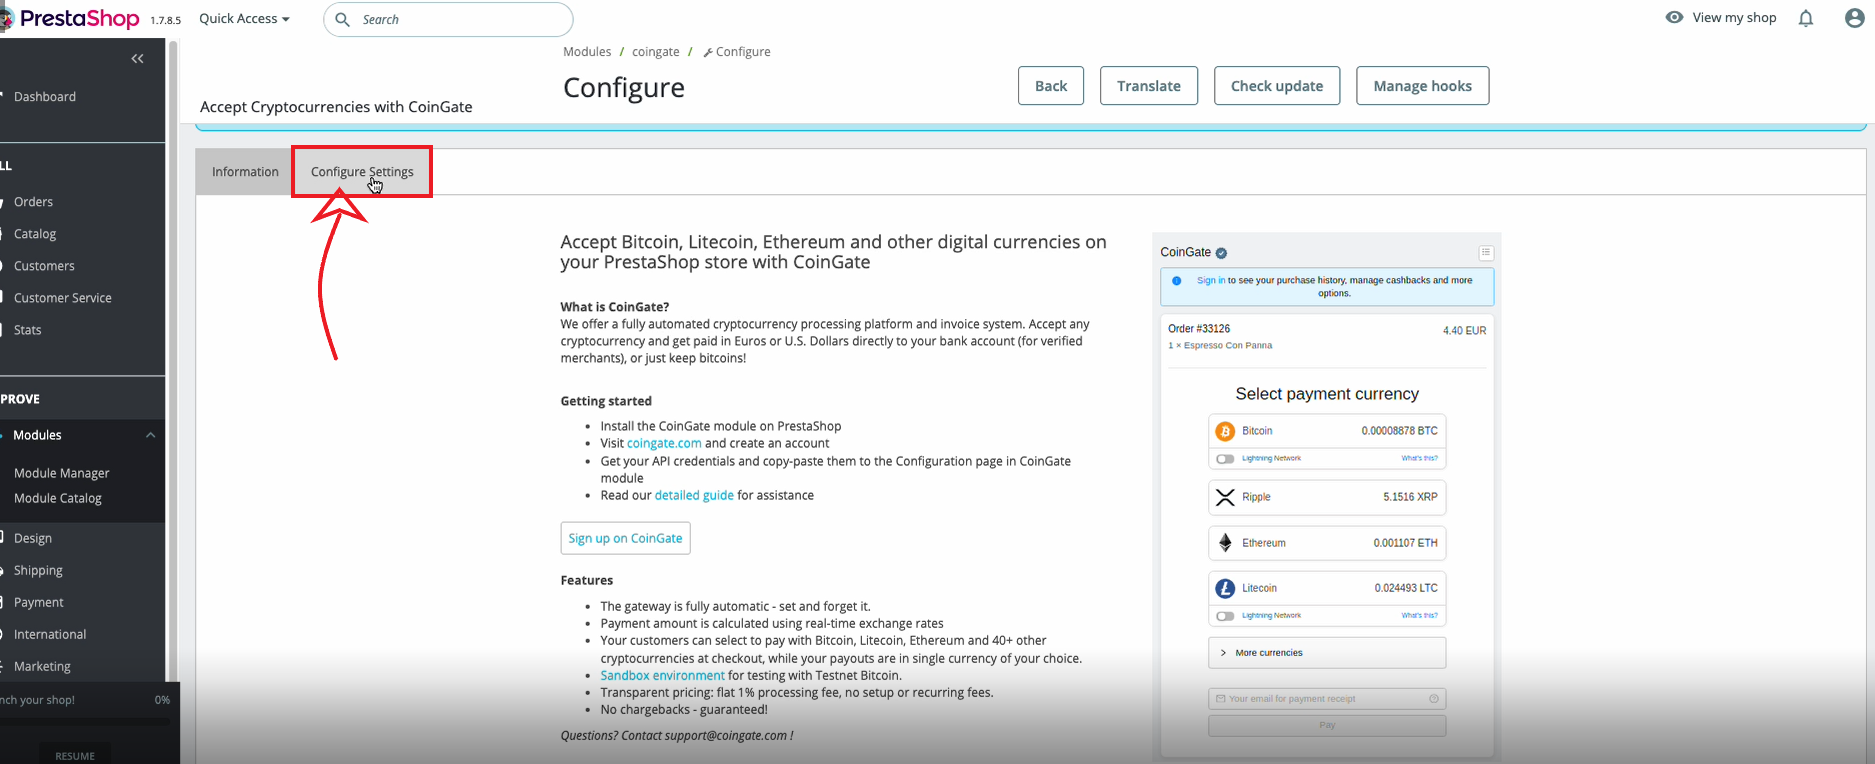 PrestaShop 1.7.8.5 Quick Access Search View my shop
Modules / coingate / Configure
Configure
Back Translate Check update Manage hooks
Accept Cryptocurrencies with CoinGate
Dashboard
LL
Orders
Catalog
Customers
Customer Service
Stats
PROVE
Modules
Module Manager
Module Catalog
Design
Shipping
Payment
International
Marketing
nch your shop! 0%
RESUME
Information Configure Settings
Accept Bitcoin, Litecoin, Ethereum and other digital currencies on
your PrestaShop store with CoinGate
What is CoinGate?
We offer a fully automated cryptocurrency processing platform and invoice system. Accept any
cryptocurrency and get paid in Euros or U.S. Dollars directly to your bank account (for verified
merchants), or just keep bitcoins!
Getting started
• Install the CoinGate module on PrestaShop
• Visit coingate.com and create an account
• Get your API credentials and copy-paste them to the Configuration page in CoinGate
module
• Read our detailed guide for assistance
Sign up on CoinGate
Features
• The gateway is fully automatic - set and forget it.
• Payment amount is calculated using real-time exchange rates
• Your customers can select to pay with Bitcoin, Litecoin, Ethereum and 40+ other
cryptocurrencies at checkout, while your payouts are in single currency of your choice.
• Sandbox environment for testing with Testnet Bitcoin.
• Transparent pricing: flat 1% processing fee, no setup or recurring fees.
• No chargebacks - guaranteed!
Questions? Contact support@coingate.com !
CoinGate
Sign in to see your purchase history, manage cashbacks and more
options.
Order #33126 4.40 EUR
1 × Espresso Con Panna
Select payment currency
Bitcoin 0.00008878 BTC
Lightning Network What's this?
Ripple 5.1516 XRP
Ethereum 0.001107 ETH
Litecoin 0.024493 LTC
Lightning Network What's this?
More currencies
Your email for payment receipt
Pay